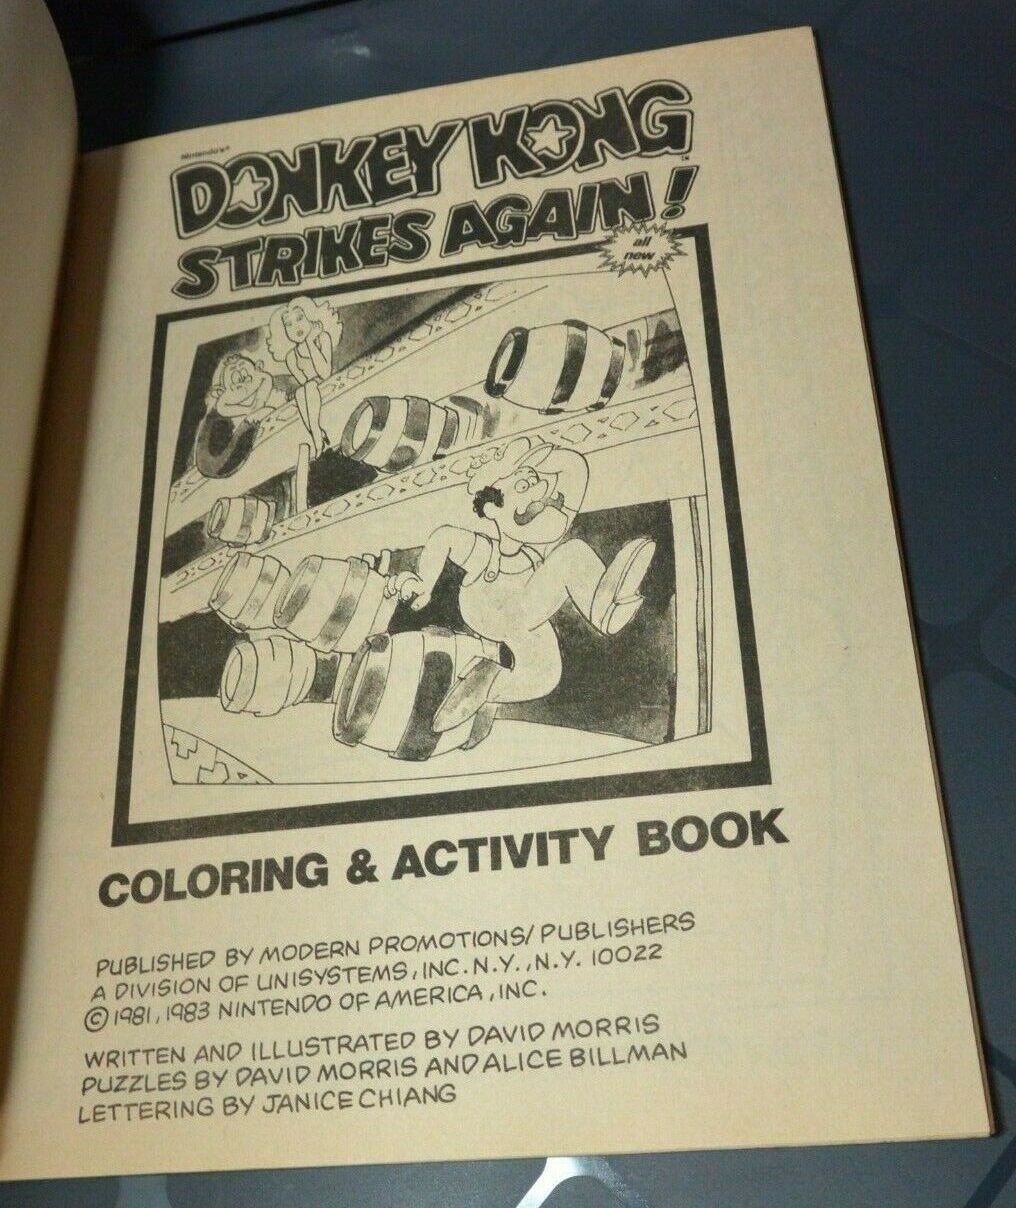 Nintendo's®
DONKEY KONG™
STRIKES AGAIN!
all
new
COLORING & ACTIVITY BOOK
PUBLISHED BY MODERN PROMOTIONS/PUBLISHERS
A DIVISION OF UNISYSTEMS, INC. N.Y., N.Y. 10022
© 1981, 1983 NINTENDO OF AMERICA, INC.
WRITTEN AND ILLUSTRATED BY DAVID MORRIS
PUZZLES BY DAVID MORRIS AND ALICE BILLMAN
LETTERING BY JANICE CHIANG